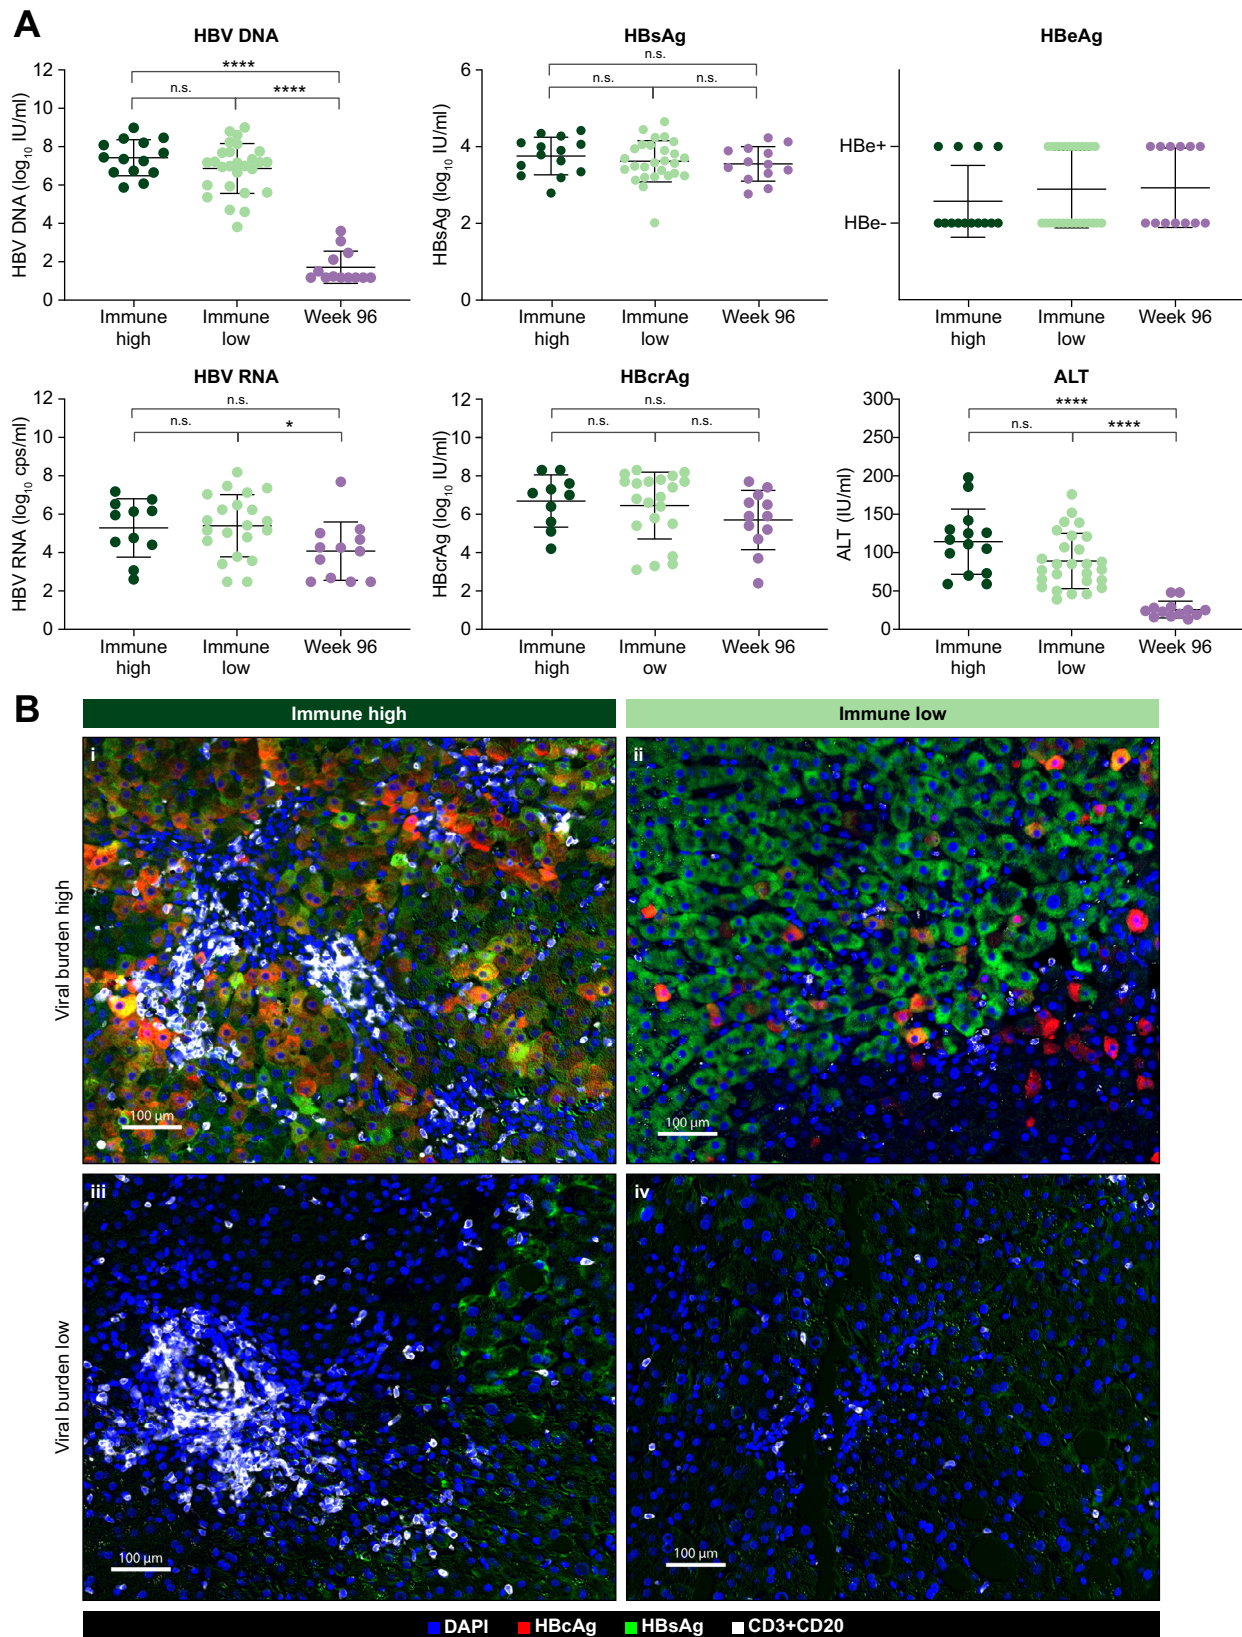 A
HBV DNA
HBV DNA (log10 IU/ml)
12
10
8
6
4
2
0
****
n.s.
****
Immune high
Immune low
Week 96
HBsAg
HBsAg (log10 IU/ml)
6
4
2
0
n.s.
n.s.
n.s.
Immune high
Immune low
Week 96
HBeAg
HBe+
HBe-
Immune high
Immune low
Week 96
HBV RNA
HBV RNA (log10 cps/ml)
12
10
8
6
4
2
0
n.s.
n.s.
*
Immune high
Immune low
Week 96
HBcrAg
HBcrAg (log10 IU/ml)
12
10
8
6
4
2
0
n.s.
n.s.
n.s.
Immune high
Immune ow
Week 96
ALT
ALT (IU/ml)
300
250
200
150
100
50
0
****
n.s.
****
Immune high
Immune low
Week 96
B
Immune high
Immune low
Viral burden high
i
100 µm
ii
100 µm
Viral burden low
iii
100 µm
iv
100 µm
DAPI HBcAg HBsAg CD3+CD20